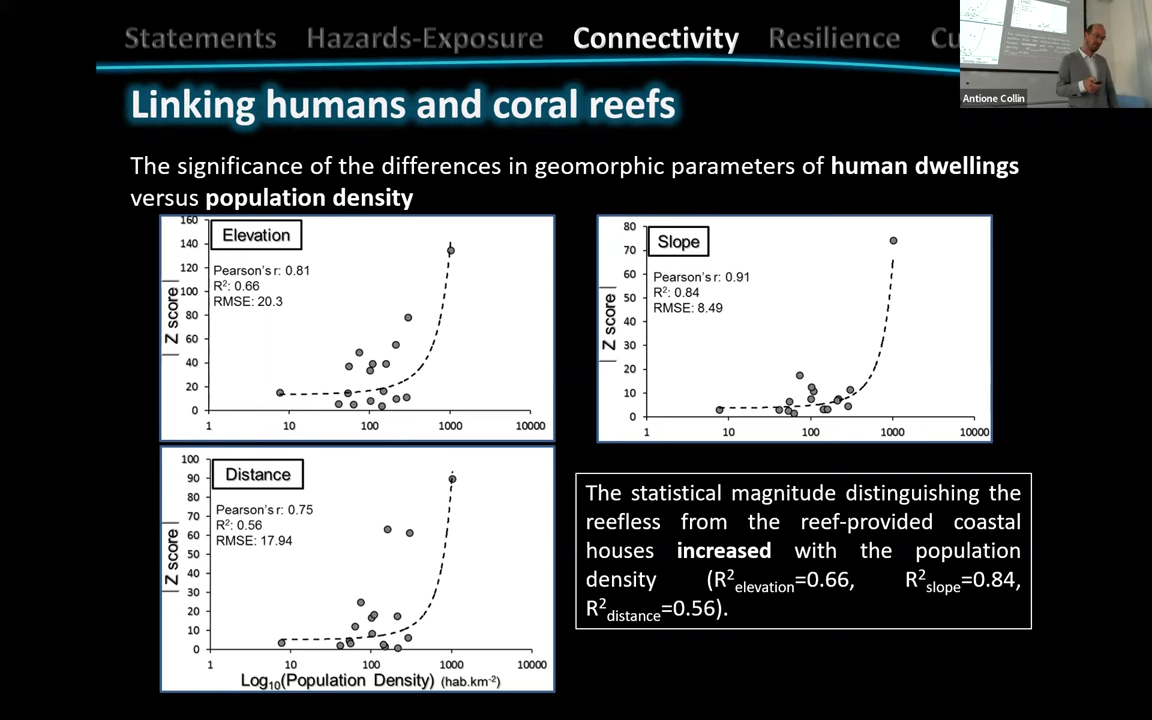 Statements Hazards-Exposure Connectivity Resilience Cu
Antione Collin
Linking humans and coral reefs
The significance of the differences in geomorphic parameters of human dwellings
versus population density
Elevation
Pearson's r: 0.81
R²: 0.66
RMSE: 20.3
| Z score |
160
140
120
100
80
60
40
20
0
1 10 100 1000 10000
Slope
Pearson's r: 0.91
R²: 0.84
RMSE: 8.49
| Z score |
80
70
60
50
40
30
20
10
0
1 10 100 1000 10000
Distance
Pearson's r: 0.75
R²: 0.56
RMSE: 17.94
| Z score |
100
90
80
70
60
50
40
30
20
10
0
1 10 100 1000 10000
Log₁₀(Population Density) (hab.km⁻²)
The statistical magnitude distinguishing the
reefless from the reef-provided coastal
houses increased with the population
density (R²elevation=0.66, R²slope=0.84,
R²distance=0.56).